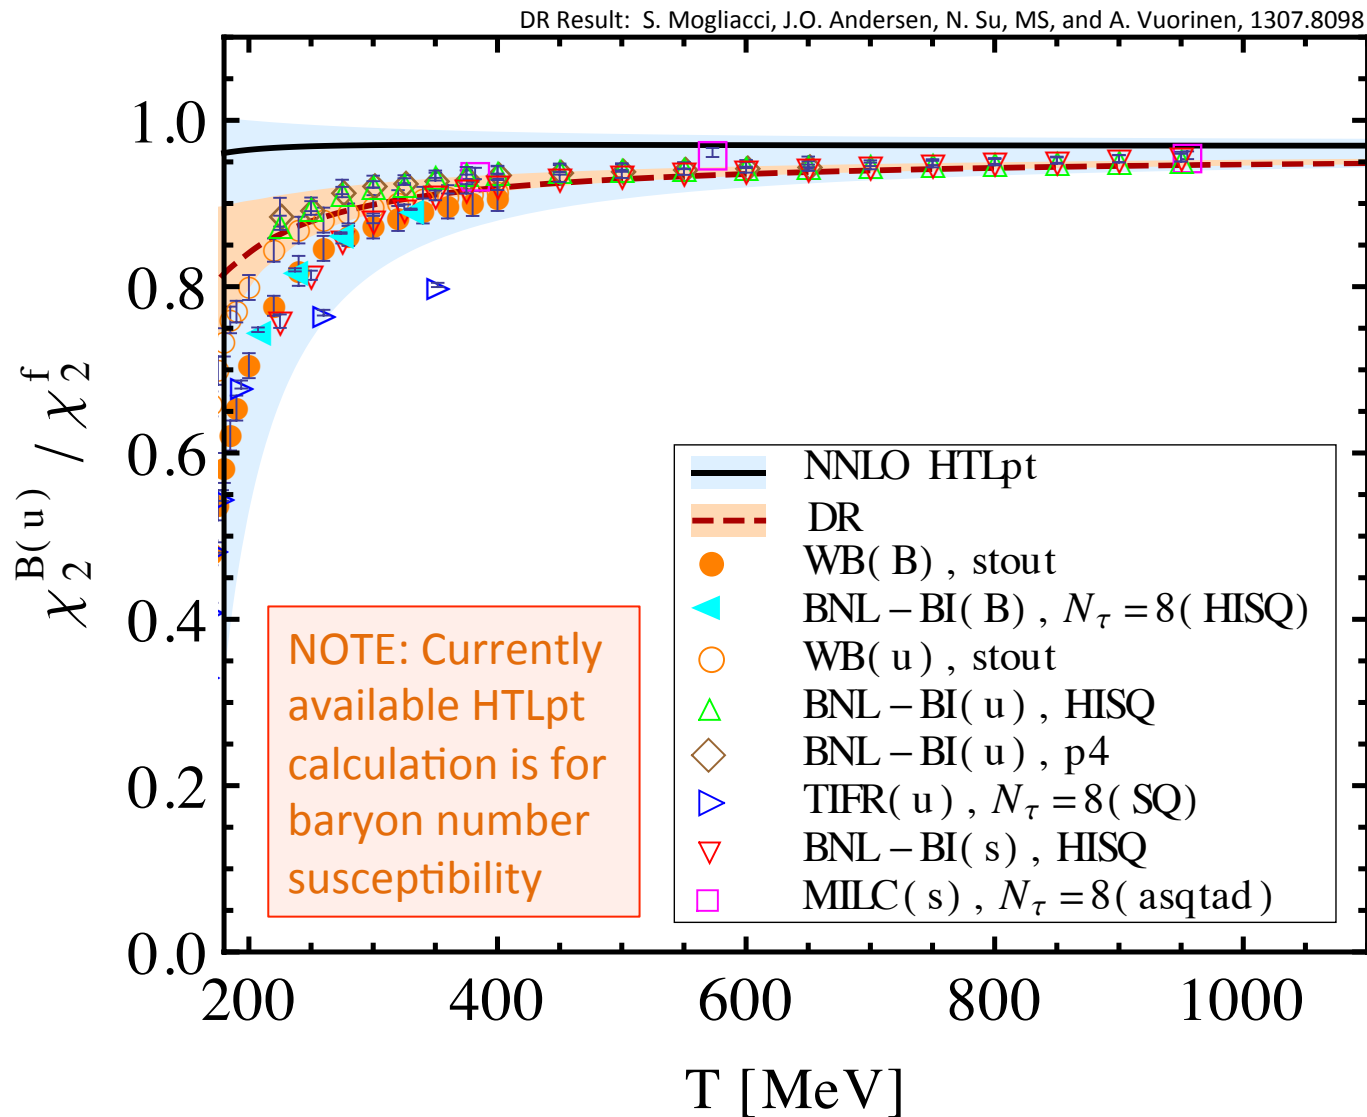 DR Result: S. Mogliacci, J.O. Andersen, N. Su, MS, and A. Vuorinen, 1307.8098
1.0
0.8
0.6
0.4
0.2
0.0
χ₂ᴮ⁽ᵘ⁾ / χ₂ᶠ
NNLO HTLpt
DR
WB(B), stout
BNL-BI(B), Nτ=8(HISQ)
WB(u), stout
BNL-BI(u), HISQ
BNL-BI(u), p4
TIFR(u), Nτ=8(SQ)
BNL-BI(s), HISQ
MILC(s), Nτ=8(asqtad)
NOTE: Currently
available HTLpt
calculation is for
baryon number
susceptibility
200 400 600 800 1000
T [MeV]